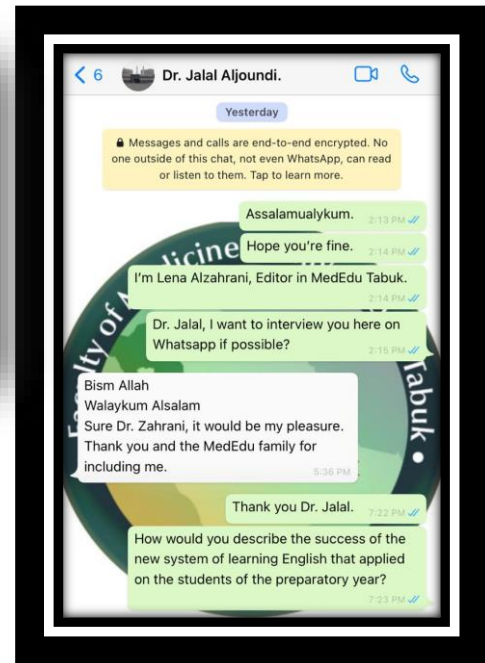 6
Dr. Jalal Aljoundi.
Yesterday
Messages and calls are end-to-end encrypted. No
one outside of this chat, not even WhatsApp, can read
or listen to them. Tap to learn more.
Assalamualykum. 2:13 PM
Hope you're fine. 2:14 PM
I'm Lena Alzahrani, Editor in MedEdu Tabuk.
2:14 PM
Dr. Jalal, I want to interview you here on
Whatsapp if possible? 2:15 PM
Bism Allah
Walaykum Alsalam
Sure Dr. Zahrani, it would be my pleasure.
Thank you and the MedEdu family for
including me. 5:36 PM
Thank you Dr. Jalal. 7:22 PM
How would you describe the success of the
new system of learning English that applied
on the students of the preparatory year?
7:23 PM